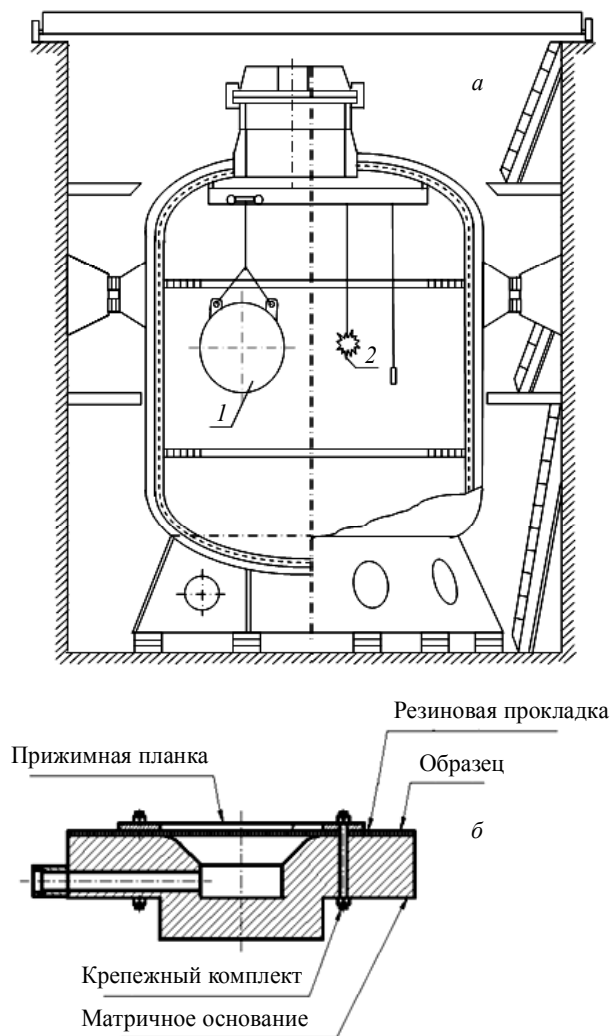 а
2
1
Резиновая прокладка
Прижимная планка
Образец
б
Крепежный комплект
Матричное основание